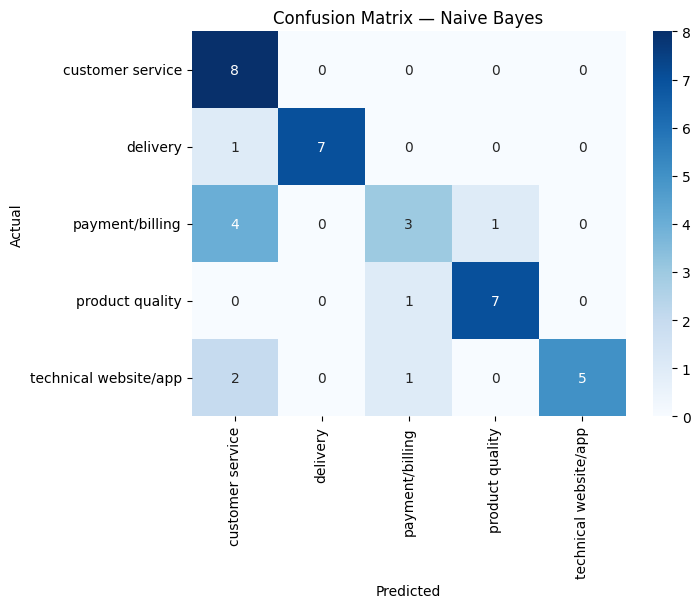 Confusion Matrix — Naive Bayes
customer service 8 0 0 0 0
delivery 1 7 0 0 0
payment/billing 4 0 3 1 0
product quality 0 0 1 7 0
technical website/app 2 0 1 0 5
Actual
customer service
delivery
payment/billing
product quality
technical website/app
Predicted
8
7
6
5
4
3
2
1
0